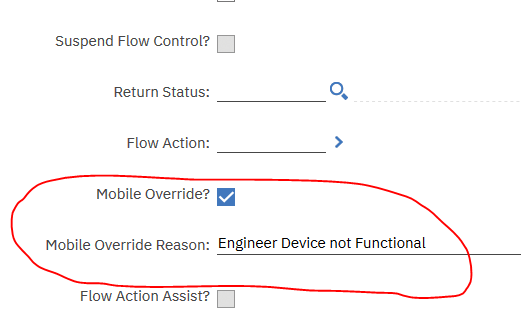 Suspend Flow Control?
Return Status:
Flow Action:
Mobile Override?
Mobile Override Reason: Engineer Device not Functional
Flow Action Assist?